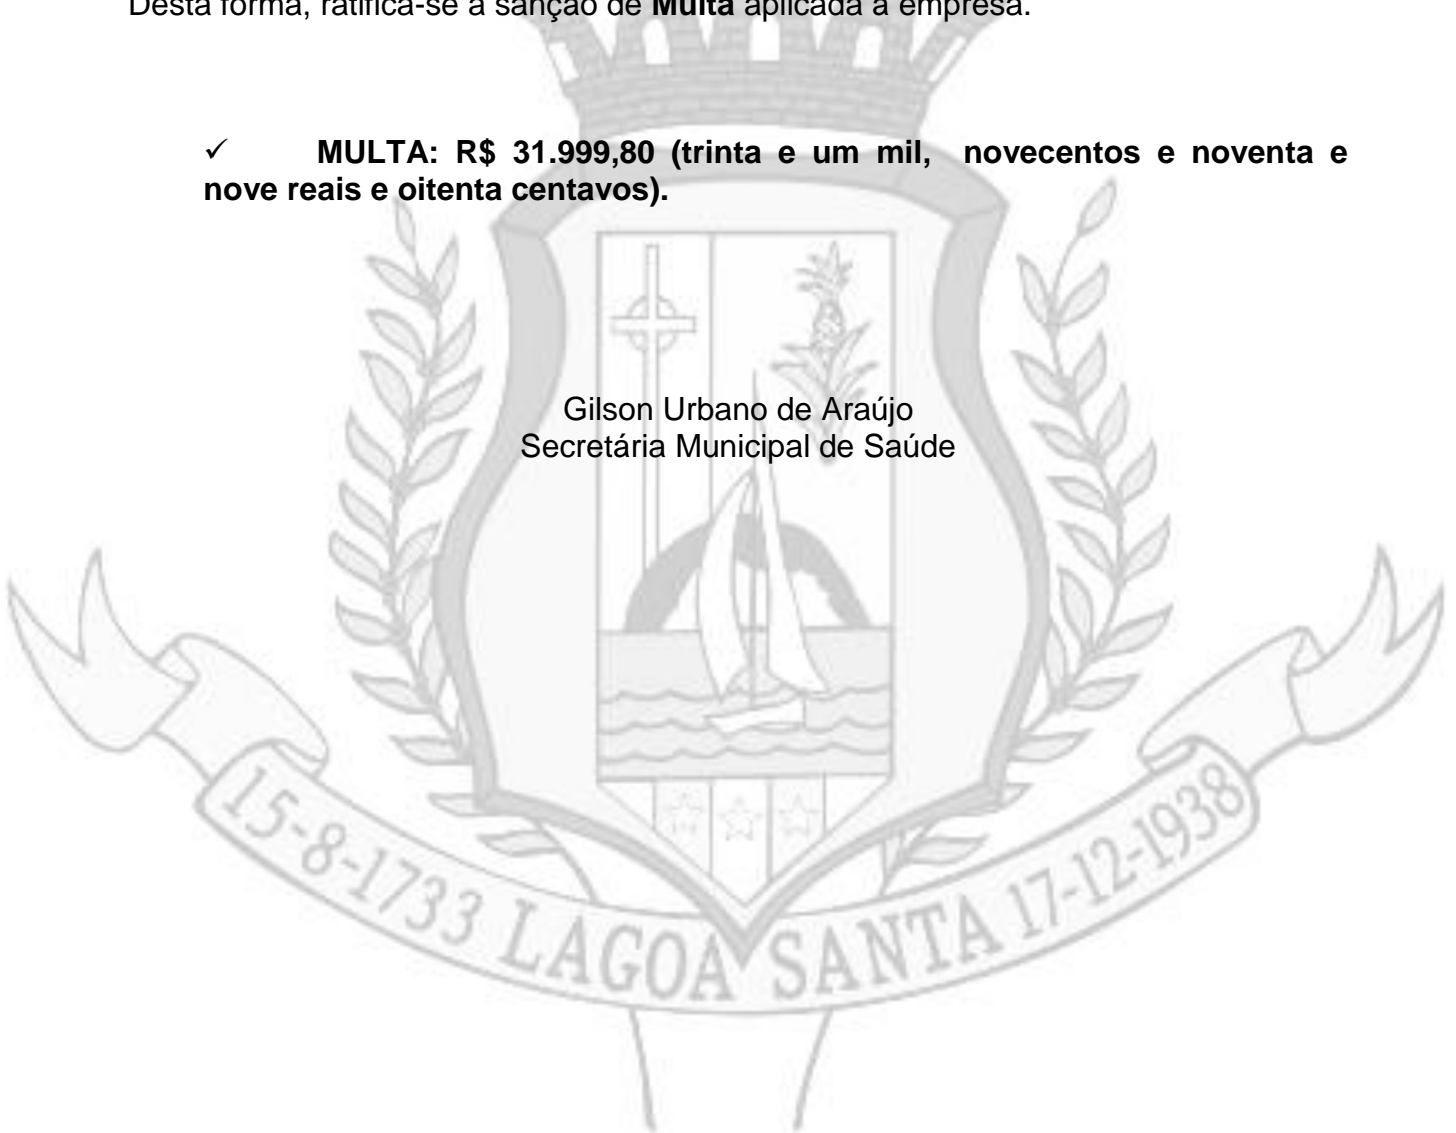 Desta forma, ratifica-se a sanção de Multa aplicada à empresa.
✓ MULTA: R$ 31.999,80 (trinta e um mil, novecentos e noventa e
nove reais e oitenta centavos).
Gilson Urbano de Araújo
Secretária Municipal de Saúde
15-8-1733 LAGOA SANTA 17-12-1938